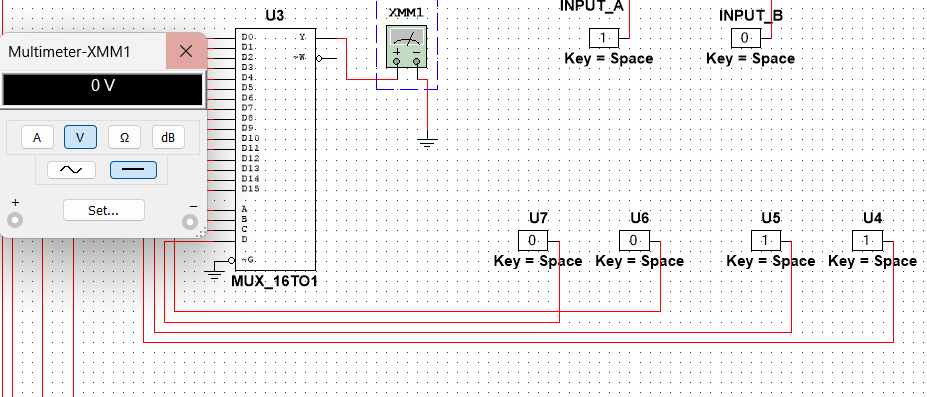 Multimeter-XMM1
0 V
A
V
Ω
dB
Set...
+
−
U3
D0
D1
D2
D3
D4
D5
D6
D7
D8
D9
D10
D11
D12
D13
D14
D15
A
B
C
D
~G
Y
~W
MUX_16TO1
XMM1
+ −
INPUT_A
1
Key = Space
INPUT_B
0
Key = Space
U7
0
Key = Space
U6
0
Key = Space
U5
1
Key = Space
U4
1
Key = Space